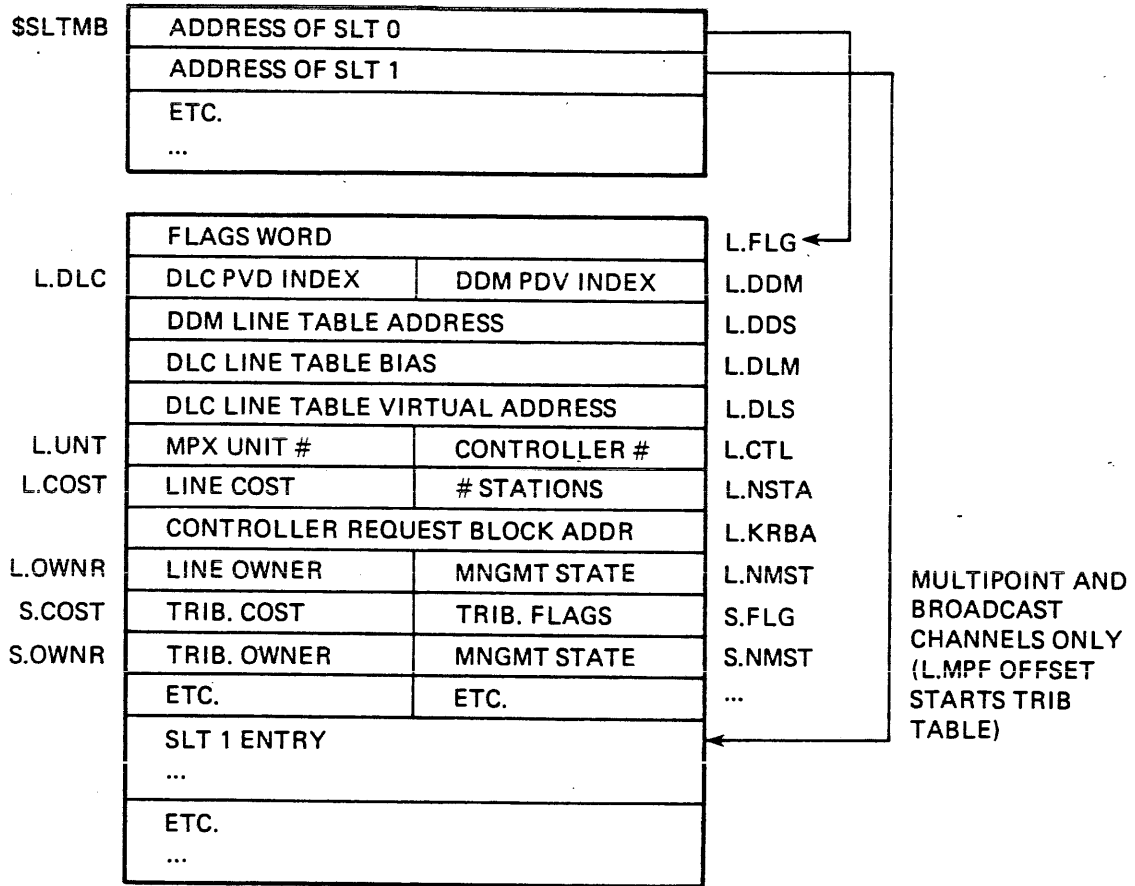 $SLTMB ADDRESS OF SLT 0
ADDRESS OF SLT 1
ETC.
...
FLAGS WORD L.FLG
L.DLC DLC PVD INDEX DDM PDV INDEX L.DDM
DDM LINE TABLE ADDRESS L.DDS
DLC LINE TABLE BIAS L.DLM
DLC LINE TABLE VIRTUAL ADDRESS L.DLS
L.UNT MPX UNIT # CONTROLLER # L.CTL
L.COST LINE COST # STATIONS L.NSTA
CONTROLLER REQUEST BLOCK ADDR L.KRBA
L.OWNR LINE OWNER MNGMT STATE L.NMST
S.COST TRIB. COST TRIB. FLAGS S.FLG
S.OWNR TRIB. OWNER MNGMT STATE S.NMST
ETC. ETC. ...
SLT 1 ENTRY
...
ETC.
...
MULTIPOINT AND
BROADCAST
CHANNELS ONLY
(L.MPF OFFSET
STARTS TRIB
TABLE)